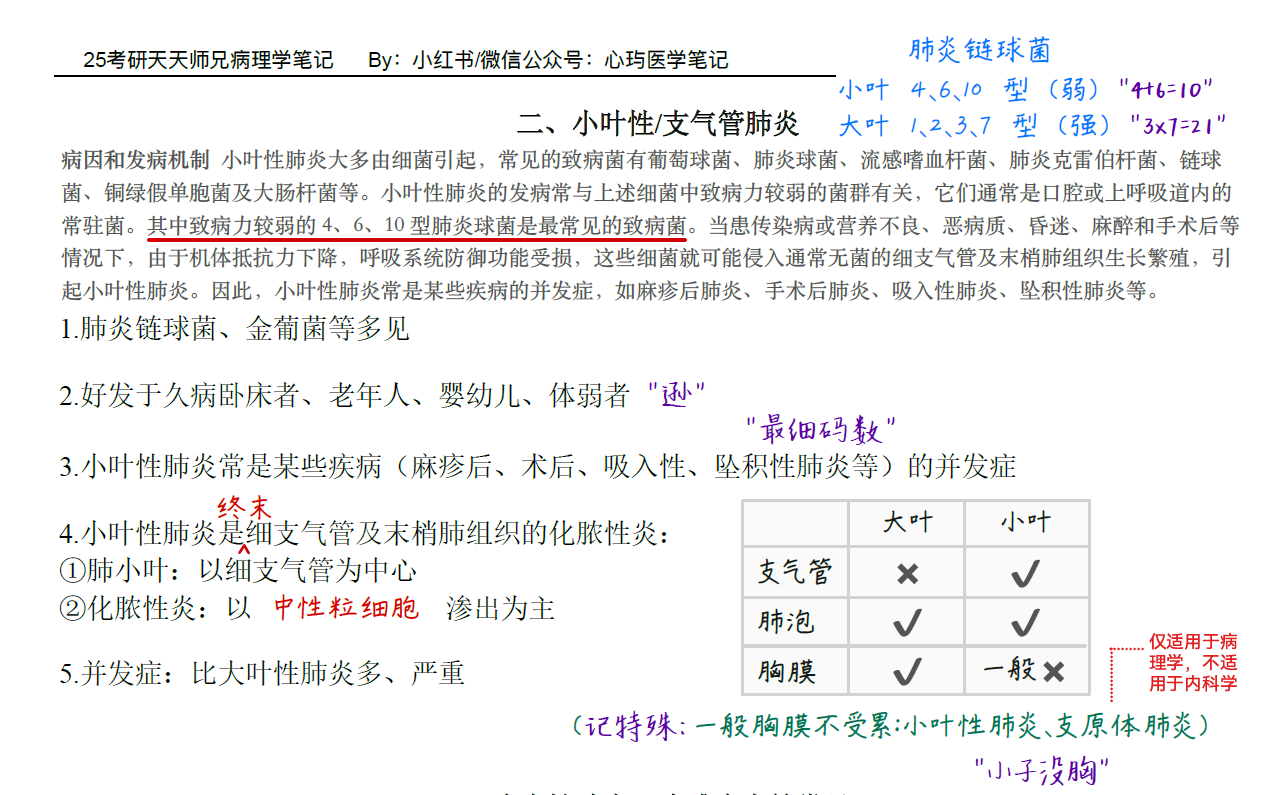 25考研天天师兄病理学笔记 By：小红书/微信公众号：心玙医学笔记
肺炎链球菌
小叶 4、6、10 型（弱）"4+6=10"
大叶 1、2、3、7 型（强）"3×7=21"
二、小叶性/支气管肺炎
病因和发病机制 小叶性肺炎大多由细菌引起，常见的致病菌有葡萄球菌、肺炎球菌、流感嗜血杆菌、肺炎克雷伯杆菌、链球
菌、铜绿假单胞菌及大肠杆菌等。小叶性肺炎的发病常与上述细菌中致病力较弱的菌群有关，它们通常是口腔或上呼吸道内的
常驻菌。其中致病力较弱的 4、6、10 型肺炎球菌是最常见的致病菌。当患传染病或营养不良、恶病质、昏迷、麻醉和手术后等
情况下，由于机体抵抗力下降，呼吸系统防御功能受损，这些细菌就可能侵入通常无菌的细支气管及末梢肺组织生长繁殖，引
起小叶性肺炎。因此，小叶性肺炎常是某些疾病的并发症，如麻疹后肺炎、手术后肺炎、吸入性肺炎、坠积性肺炎等。
1.肺炎链球菌、金葡菌等多见
2.好发于久病卧床者、老年人、婴幼儿、体弱者 "逊"
"最细码数"
3.小叶性肺炎常是某些疾病（麻疹后、术后、吸入性、坠积性肺炎等）的并发症
终末
4.小叶性肺炎是细支气管及末梢肺组织的化脓性炎：
①肺小叶：以细支气管为中心
②化脓性炎：以 中性粒细胞 渗出为主
5.并发症：比大叶性肺炎多、严重
大叶 小叶
支气管 ✖ ✔
肺泡 ✔ ✔
胸膜 ✔ 一般✖
仅适用于病
理学，不适
用于内科学
（记特殊：一般胸膜不受累：小叶性肺炎、支原体肺炎）
"小子没胸"